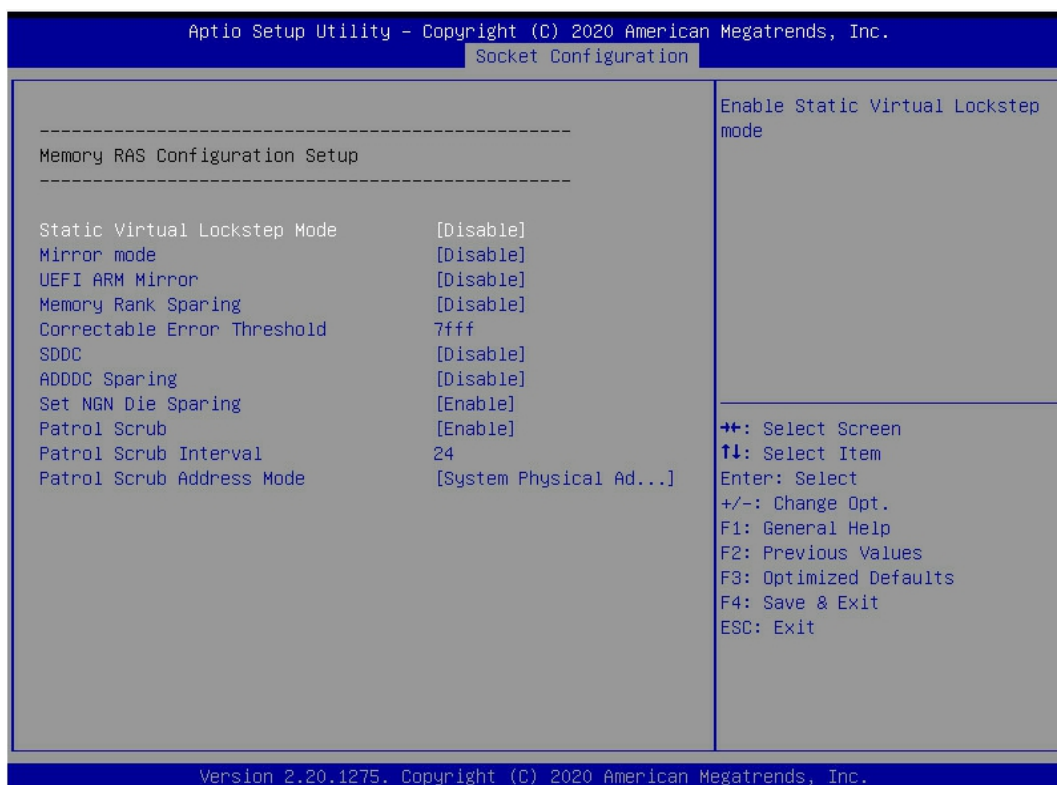 Aptio Setup Utility – Copyright (C) 2020 American Megatrends, Inc.
Socket Configuration
--------------------------------------------------
Memory RAS Configuration Setup
--------------------------------------------------
Static Virtual Lockstep Mode [Disable]
Mirror mode [Disable]
UEFI ARM Mirror [Disable]
Memory Rank Sparing [Disable]
Correctable Error Threshold 7fff
SDDC [Disable]
ADDDC Sparing [Disable]
Set NGN Die Sparing [Enable]
Patrol Scrub [Enable]
Patrol Scrub Interval 24
Patrol Scrub Address Mode [System Physical Ad...]
Enable Static Virtual Lockstep
mode
→←: Select Screen
↑↓: Select Item
Enter: Select
+/-: Change Opt.
F1: General Help
F2: Previous Values
F3: Optimized Defaults
F4: Save & Exit
ESC: Exit
Version 2.20.1275. Copyright (C) 2020 American Megatrends, Inc.